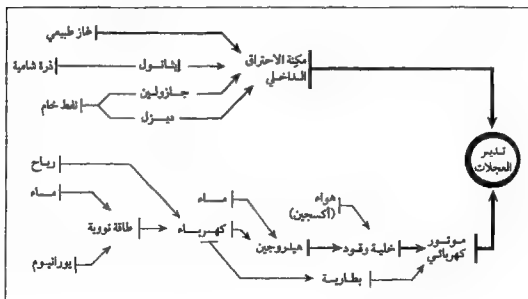 غاز طبيعي
ذرة شامية
إيثانول
مكينة الاحتراق
الداخلي
جازولين
نفط خام
ديزل
تدير
العجلات
رياح
ماء
ماء
هواء
(أكسجين)
طاقة نووية
كهرباء
هيدروجين
خلية وقود
موتور
كهربائي
يورانيوم
بطارية